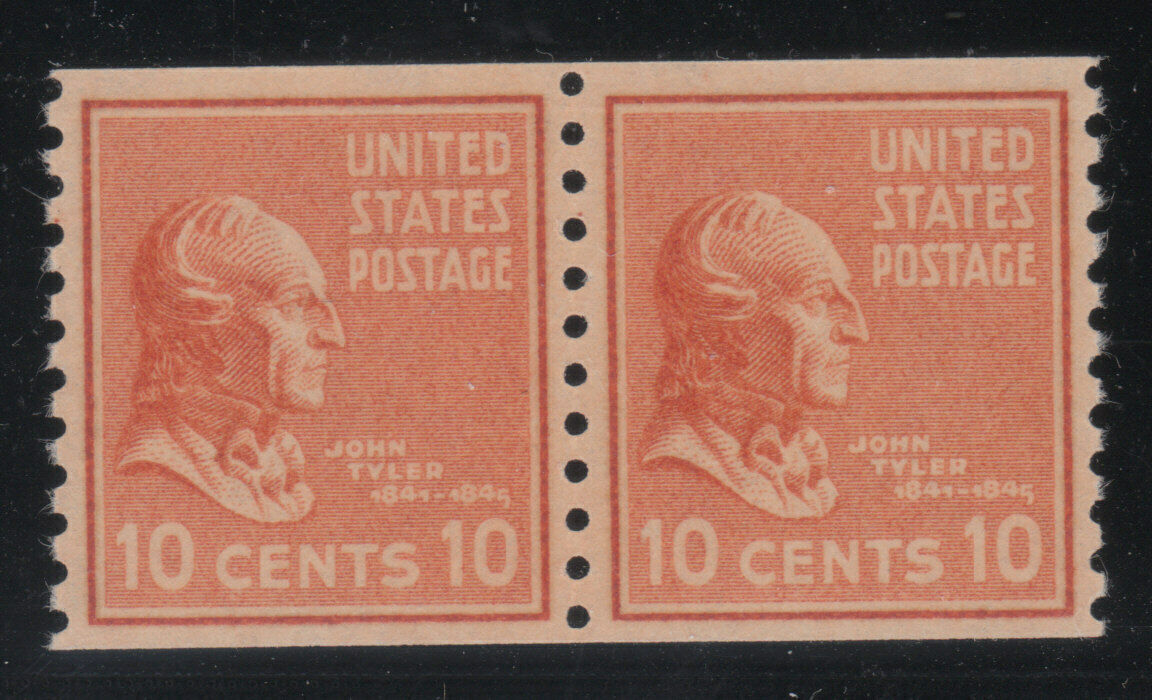 UNITED
STATES
POSTAGE
JOHN
TYLER
1841-1845
10 CENTS 10
UNITED
STATES
POSTAGE
JOHN
TYLER
1841-1845
10 CENTS 10